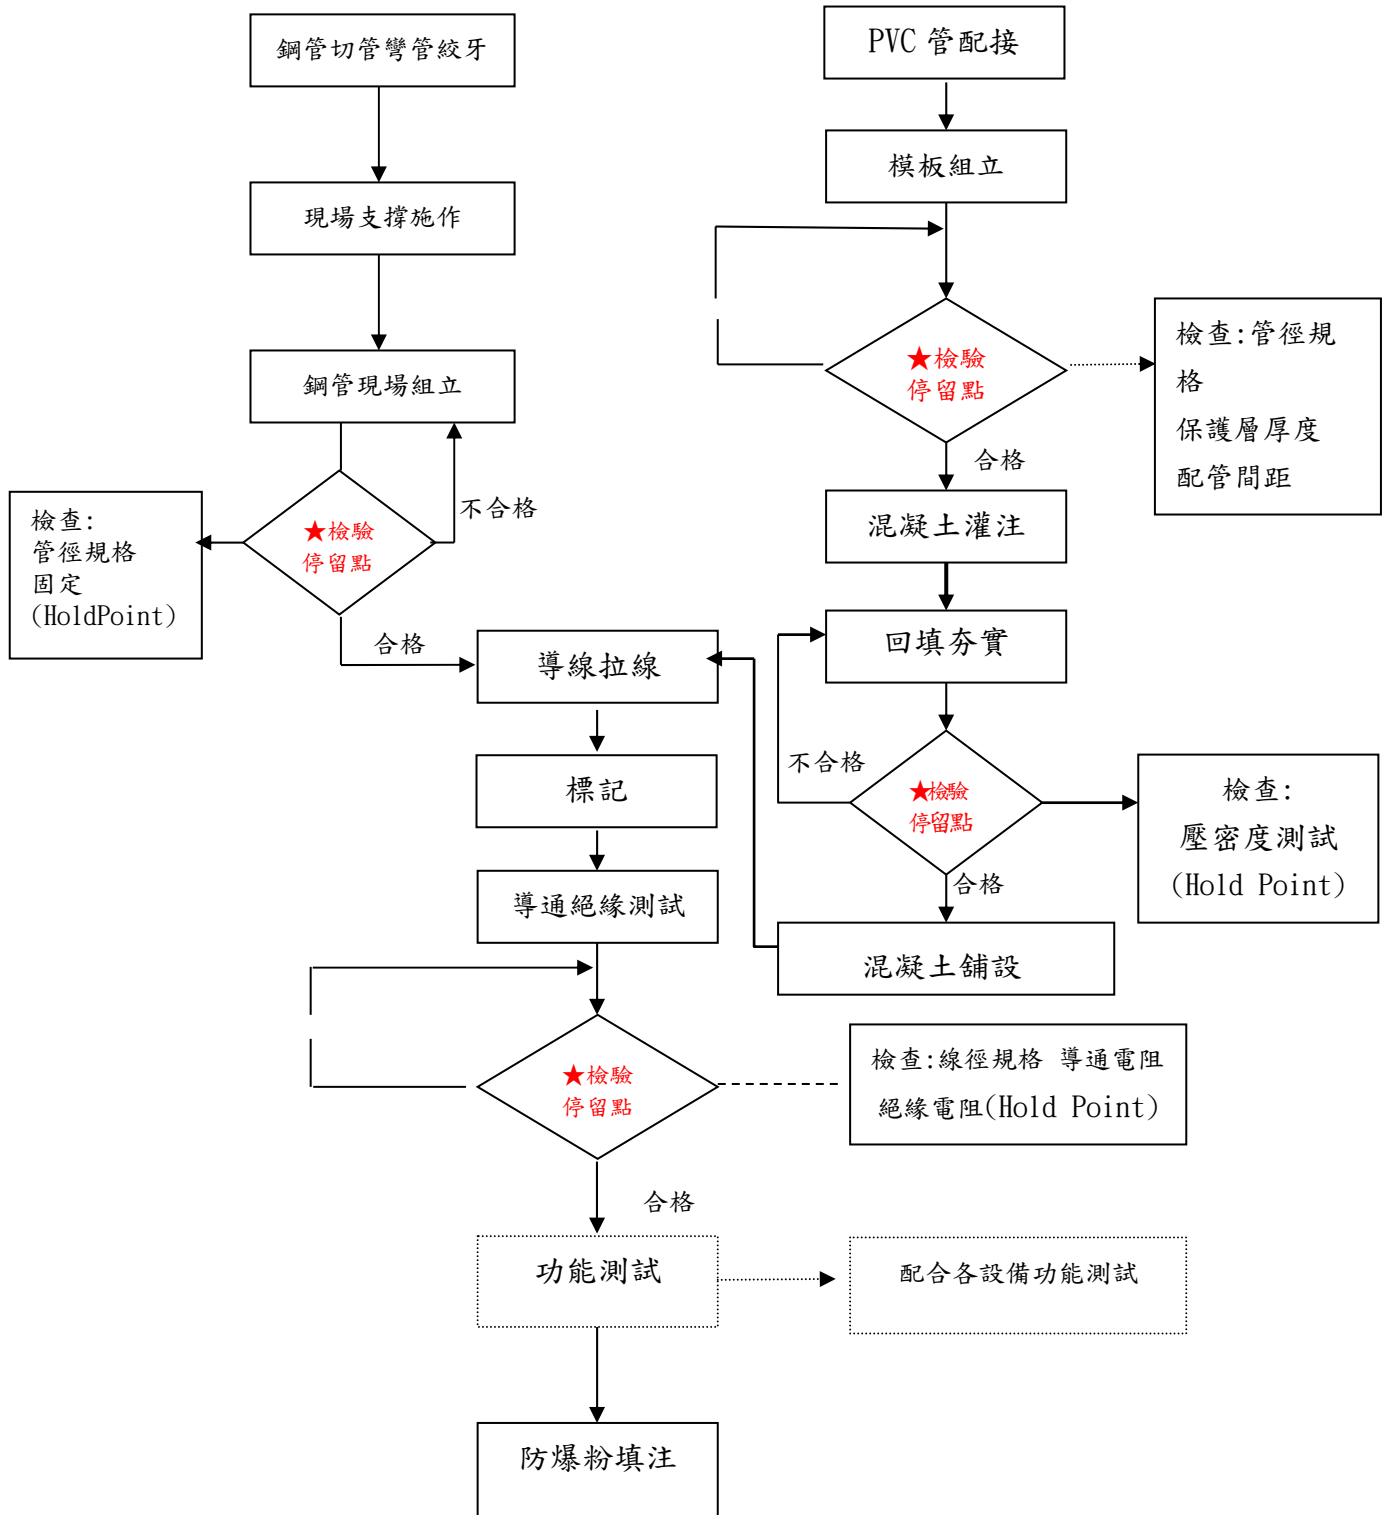 鋼管切管彎管絞牙
現場支撐施作
鋼管現場組立
★檢驗
停留點
不合格
檢查:
管徑規格
固定
(HoldPoint)
合格
PVC 管配接
模板組立
★檢驗
停留點
檢查:管徑規
格
保護層厚度
配管間距
合格
混凝土灌注
回填夯實
不合格
★檢驗
停留點
檢查:
壓密度測試
(Hold Point)
合格
混凝土舖設
導線拉線
標記
導通絕緣測試
★檢驗
停留點
檢查:線徑規格 導通電阻
絕緣電阻(Hold Point)
合格
功能測試
配合各設備功能測試
防爆粉填注